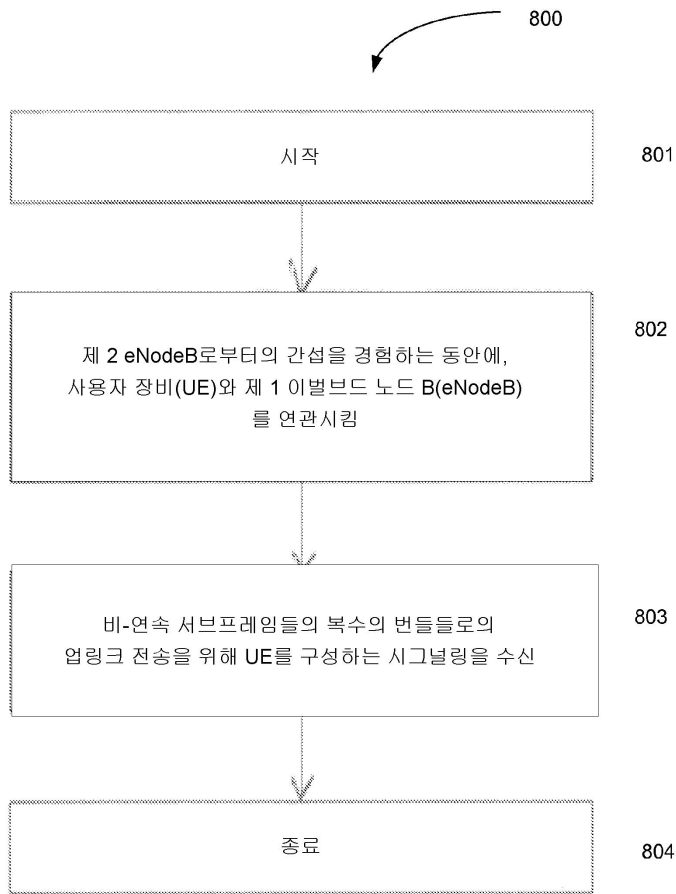 800
시작
801
802
제 2 eNodeB로부터의 간섭을 경험하는 동안에,
사용자 장비(UE)와 제 1 이벌브드 노드 B(eNodeB)
를 연관시킴
803
비-연속 서브프레임들의 복수의 번들들로의
업링크 전송을 위해 UE를 구성하는 시그널링을 수신
종료
804